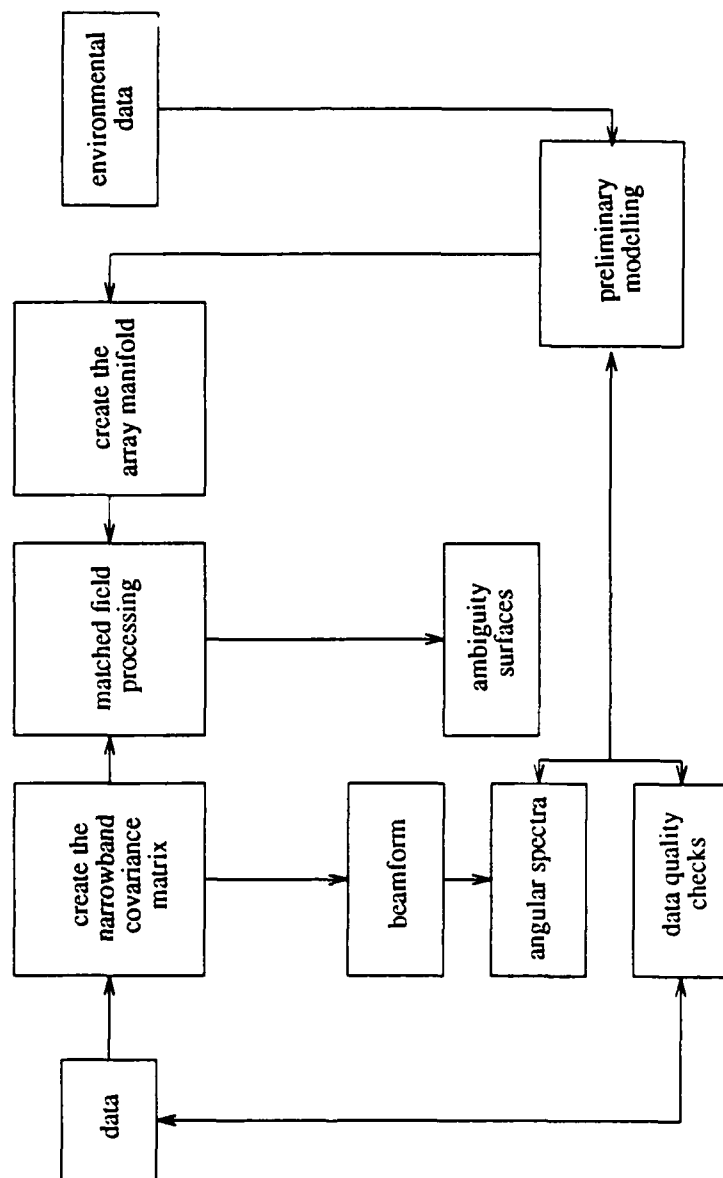 data
create the
narrowband
covariance
matrix
matched field
processing
create the
array manifold
environmental
data
beamform
angular spectra
ambiguity
surfaces
preliminary
modelling
data quality
checks